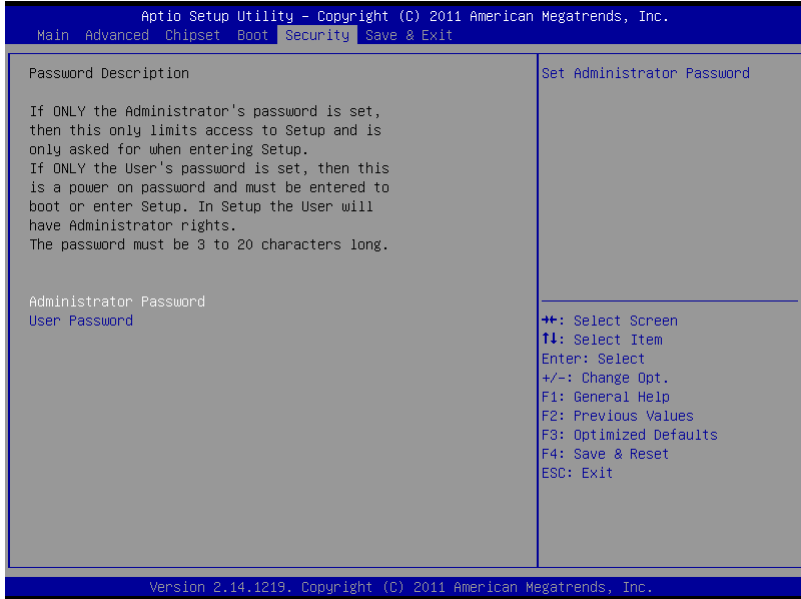 Aptio Setup Utility – Copyright (C) 2011 American Megatrends, Inc.
Main Advanced Chipset Boot Security Save & Exit
Password Description
If ONLY the Administrator's password is set,
then this only limits access to Setup and is
only asked for when entering Setup.
If ONLY the User's password is set, then this
is a power on password and must be entered to
boot or enter Setup. In Setup the User will
have Administrator rights.
The password must be 3 to 20 characters long.
Administrator Password
User Password
Set Administrator Password
→←: Select Screen
↑↓: Select Item
Enter: Select
+/-: Change Opt.
F1: General Help
F2: Previous Values
F3: Optimized Defaults
F4: Save & Reset
ESC: Exit
Version 2.14.1219. Copyright (C) 2011 American Megatrends, Inc.